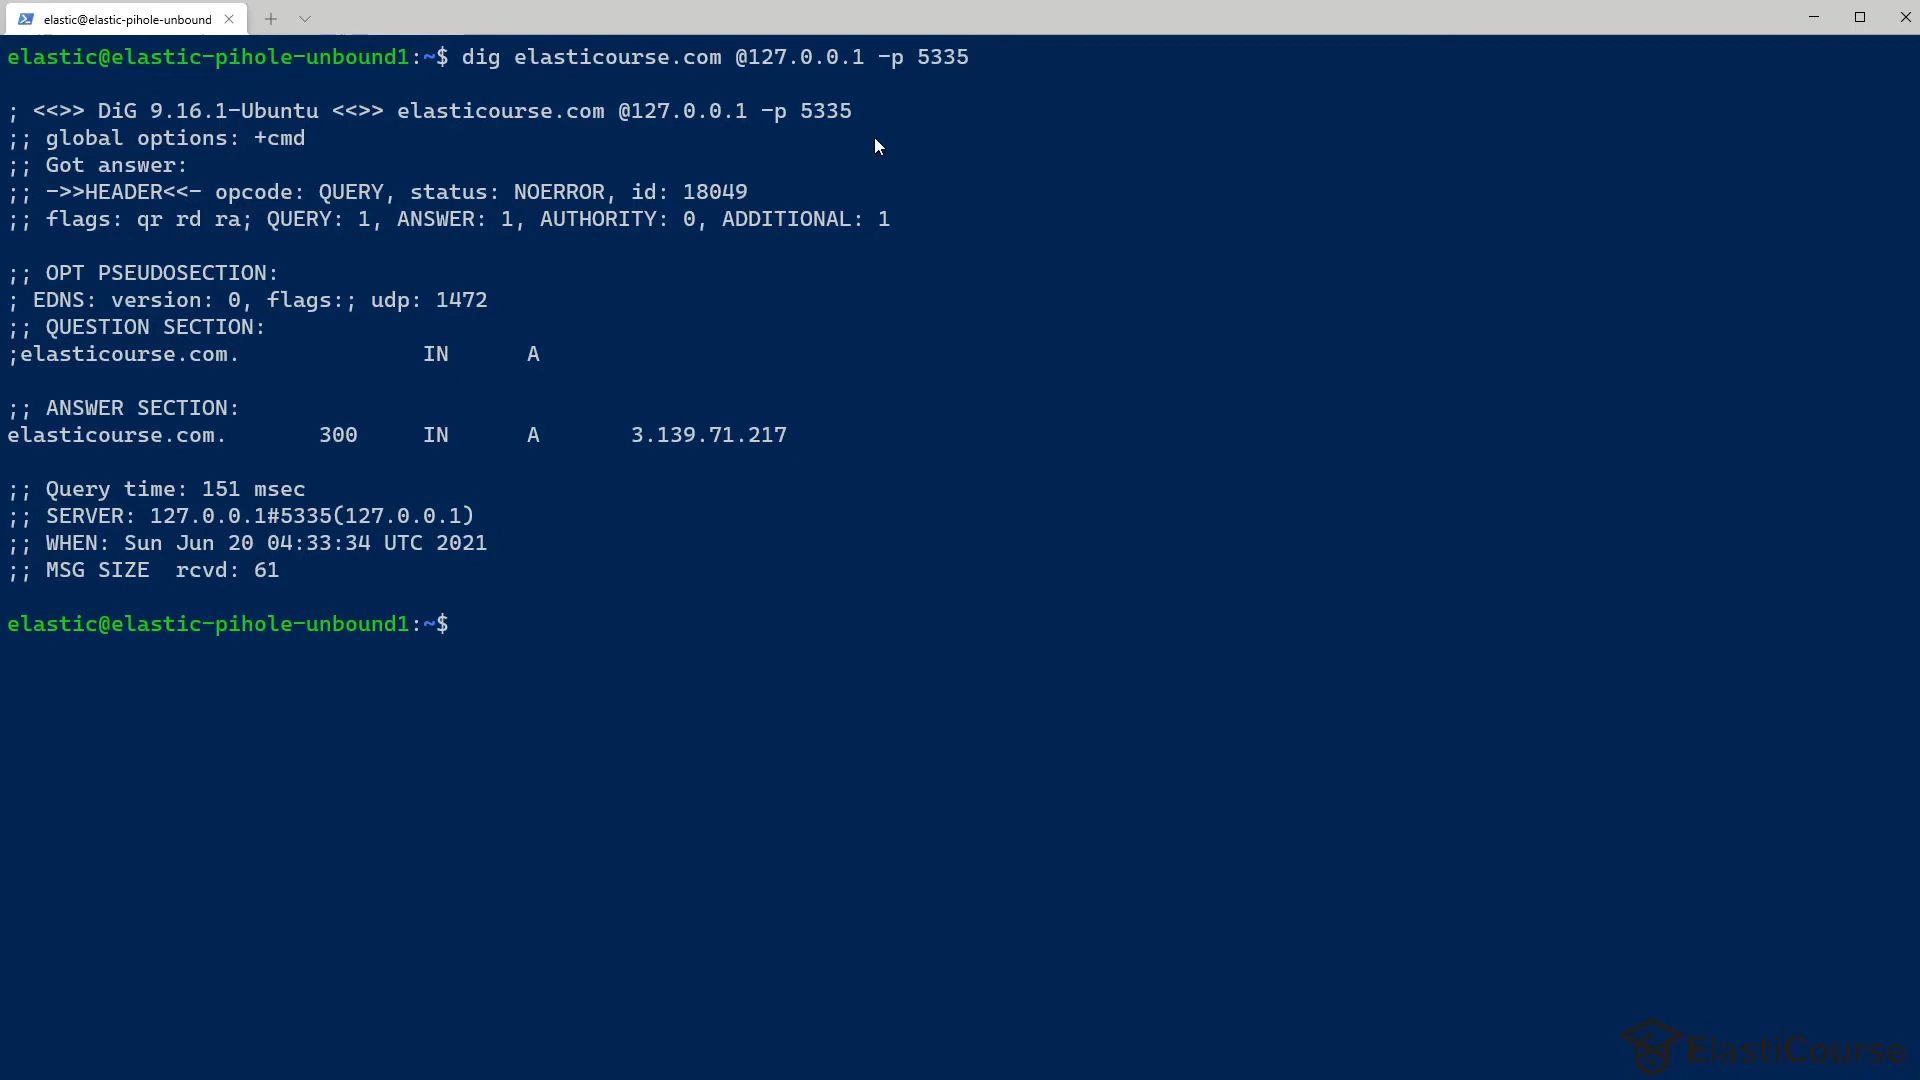 elastic@elastic-pihole-unbound
elastic@elastic-pihole-unbound1:~$ dig elasticourse.com @127.0.0.1 -p 5335
; <<>> DiG 9.16.1-Ubuntu <<>> elasticourse.com @127.0.0.1 -p 5335
;; global options: +cmd
;; Got answer:
;; ->>HEADER<<- opcode: QUERY, status: NOERROR, id: 18049
;; flags: qr rd ra; QUERY: 1, ANSWER: 1, AUTHORITY: 0, ADDITIONAL: 1
;; OPT PSEUDOSECTION:
; EDNS: version: 0, flags:; udp: 1472
;; QUESTION SECTION:
;elasticourse.com. IN A
;; ANSWER SECTION:
elasticourse.com. 300 IN A 3.139.71.217
;; Query time: 151 msec
;; SERVER: 127.0.0.1#5335(127.0.0.1)
;; WHEN: Sun Jun 20 04:33:34 UTC 2021
;; MSG SIZE rcvd: 61
elastic@elastic-pihole-unbound1:~$
ElastiCourse